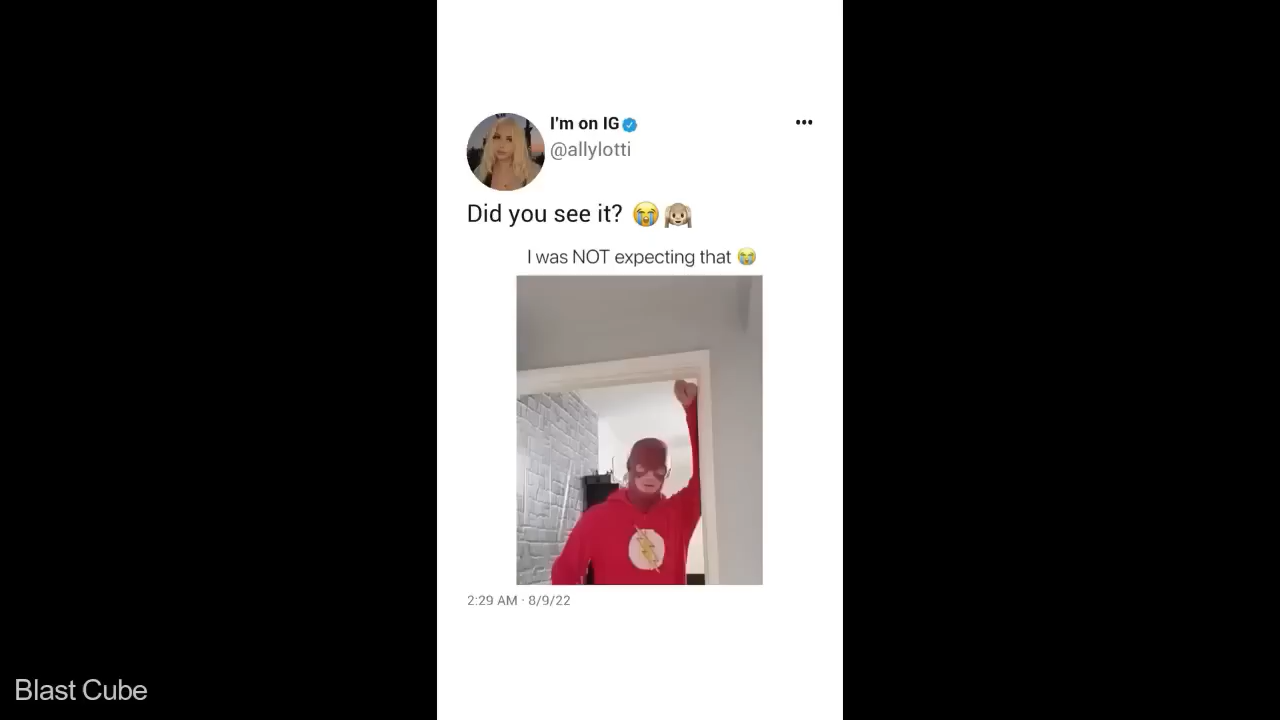 I'm on IG
@allylotti
Did you see it? 😭🙉
I was NOT expecting that 😭
2:29 AM · 8/9/22
Blast Cube